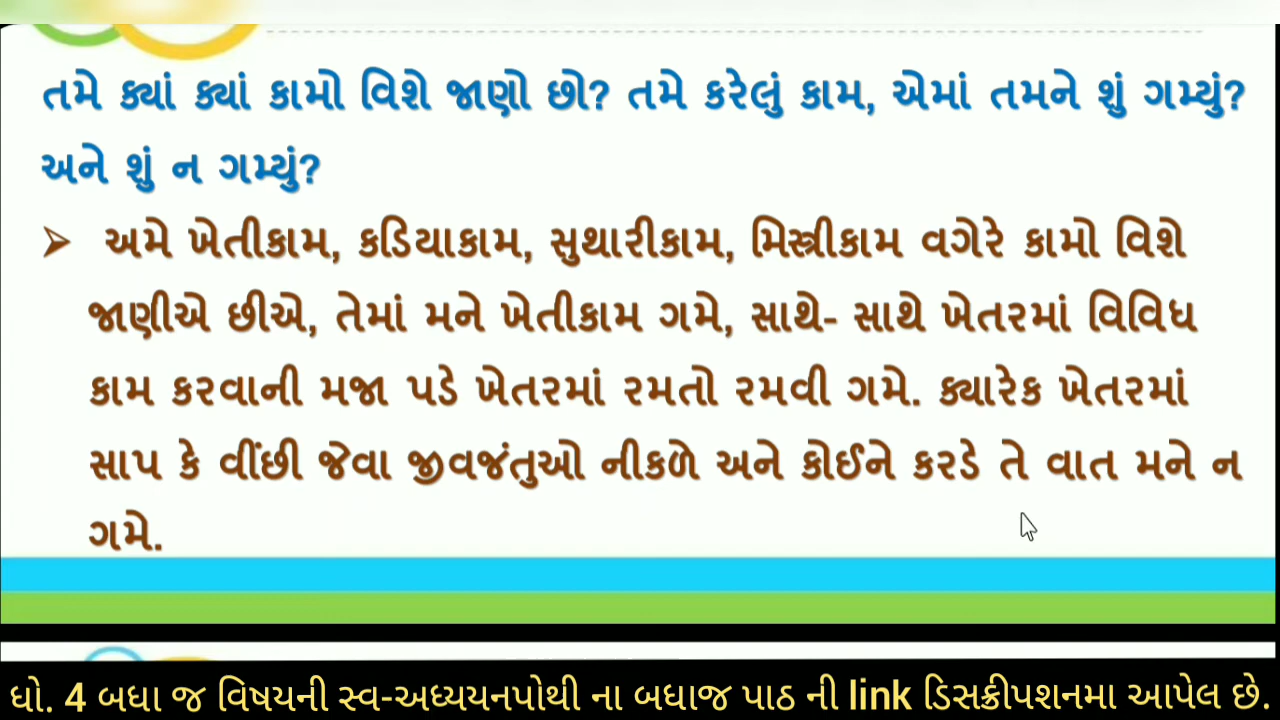 તમે ક્યાં ક્યાં કામો વિશે જાણો છો? તમે કરેલું કામ, એમાં તમને શું ગમ્યું?
અને શું ન ગમ્યું?
➢ અમે ખેતીકામ, કડિયાકામ, સુથારીકામ, મિસ્ત્રીકામ વગેરે કામો વિશે
જાણીએ છીએ, તેમાં મને ખેતીકામ ગમે, સાથે- સાથે ખેતરમાં વિવિધ
કામ કરવાની મજા પડે ખેતરમાં રમતો રમવી ગમે. ક્યારેક ખેતરમાં
સાપ કે વીંછી જેવા જીવજંતુઓ નીકળે અને કોઈને કરડે તે વાત મને ન
ગમે.
ધો. 4 બધા જ વિષયની સ્વ-અધ્યયનપોથી ના બધાજ પાઠ ની link ડિસક્રીપશનમા આપેલ છે.